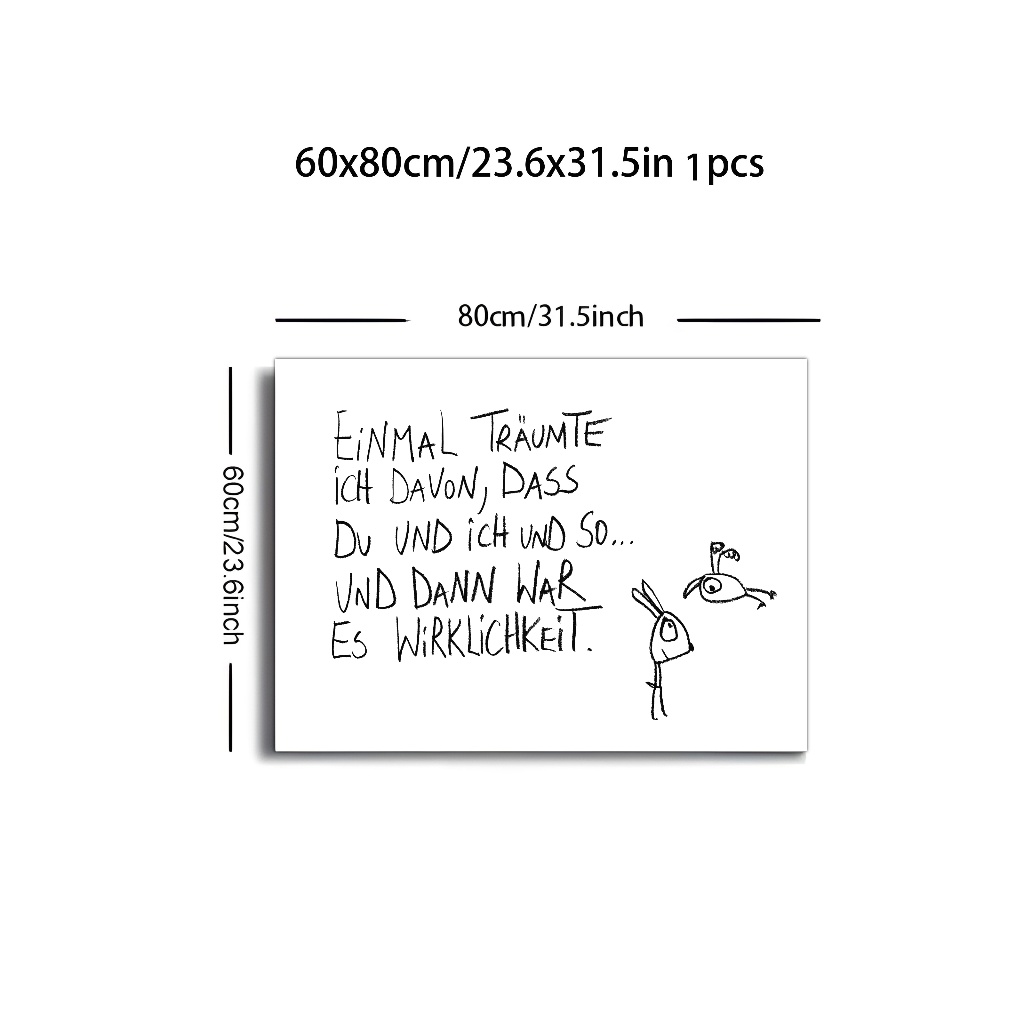 60x80cm/23.6x31.5in 1pcs
80cm/31.5inch
60cm/23.6inch
EiNMAL TRÄUMTE
iCH DAVON, DASS
DU UND iCH UND SO...
UND DANN WAR
ES WiRKLiCHKEiT.